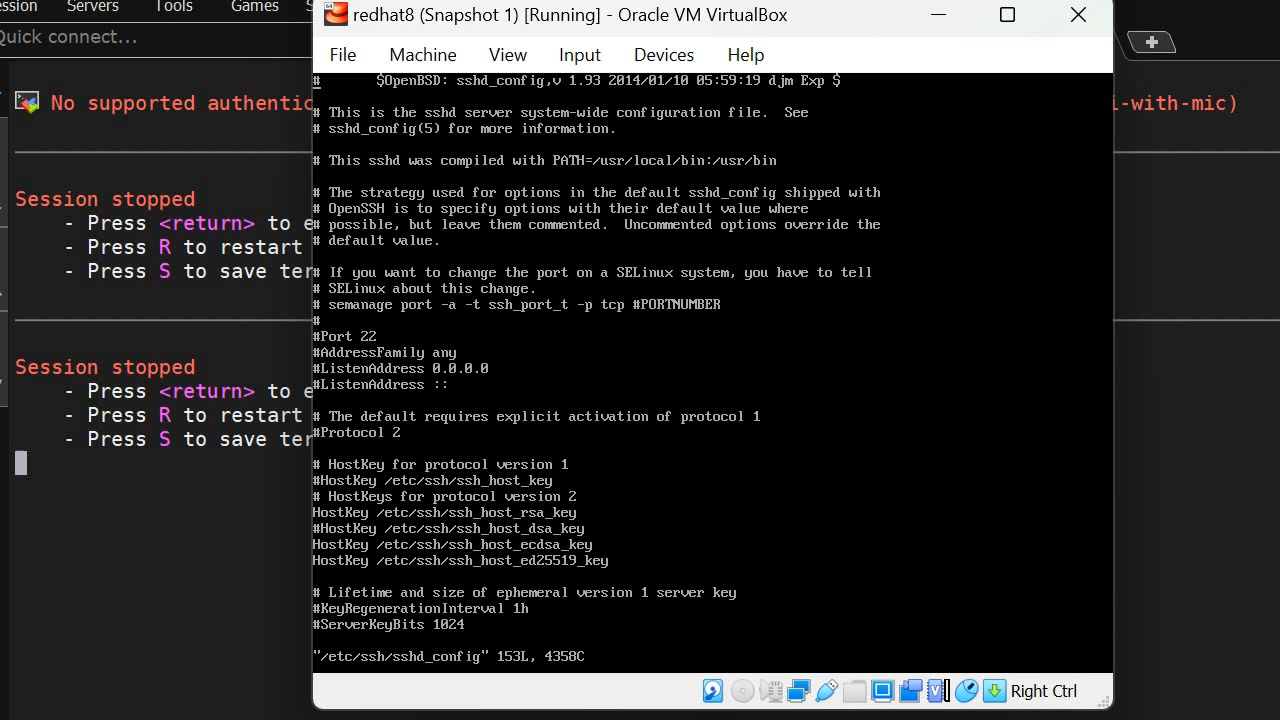 ession Servers Tools Games
Quick connect...
No supported authentic
i-with-mic)
Session stopped
- Press <return> to e
- Press R to restart
- Press S to save ter
Session stopped
- Press <return> to e
- Press R to restart
- Press S to save ter
redhat8 (Snapshot 1) [Running] - Oracle VM VirtualBox
File Machine View Input Devices Help
#       $OpenBSD: sshd_config,v 1.93 2014/01/10 05:59:19 djm Exp $
# This is the sshd server system-wide configuration file.  See
# sshd_config(5) for more information.
# This sshd was compiled with PATH=/usr/local/bin:/usr/bin
# The strategy used for options in the default sshd_config shipped with
# OpenSSH is to specify options with their default value where
# possible, but leave them commented.  Uncommented options override the
# default value.
# If you want to change the port on a SELinux system, you have to tell
# SELinux about this change.
# semanage port -a -t ssh_port_t -p tcp #PORTNUMBER
#
#Port 22
#AddressFamily any
#ListenAddress 0.0.0.0
#ListenAddress ::
# The default requires explicit activation of protocol 1
#Protocol 2
# HostKey for protocol version 1
#HostKey /etc/ssh/ssh_host_key
# HostKeys for protocol version 2
HostKey /etc/ssh/ssh_host_rsa_key
#HostKey /etc/ssh/ssh_host_dsa_key
HostKey /etc/ssh/ssh_host_ecdsa_key
HostKey /etc/ssh/ssh_host_ed25519_key
# Lifetime and size of ephemeral version 1 server key
#KeyRegenerationInterval 1h
#ServerKeyBits 1024
"/etc/ssh/sshd_config" 153L, 4358C
Right Ctrl